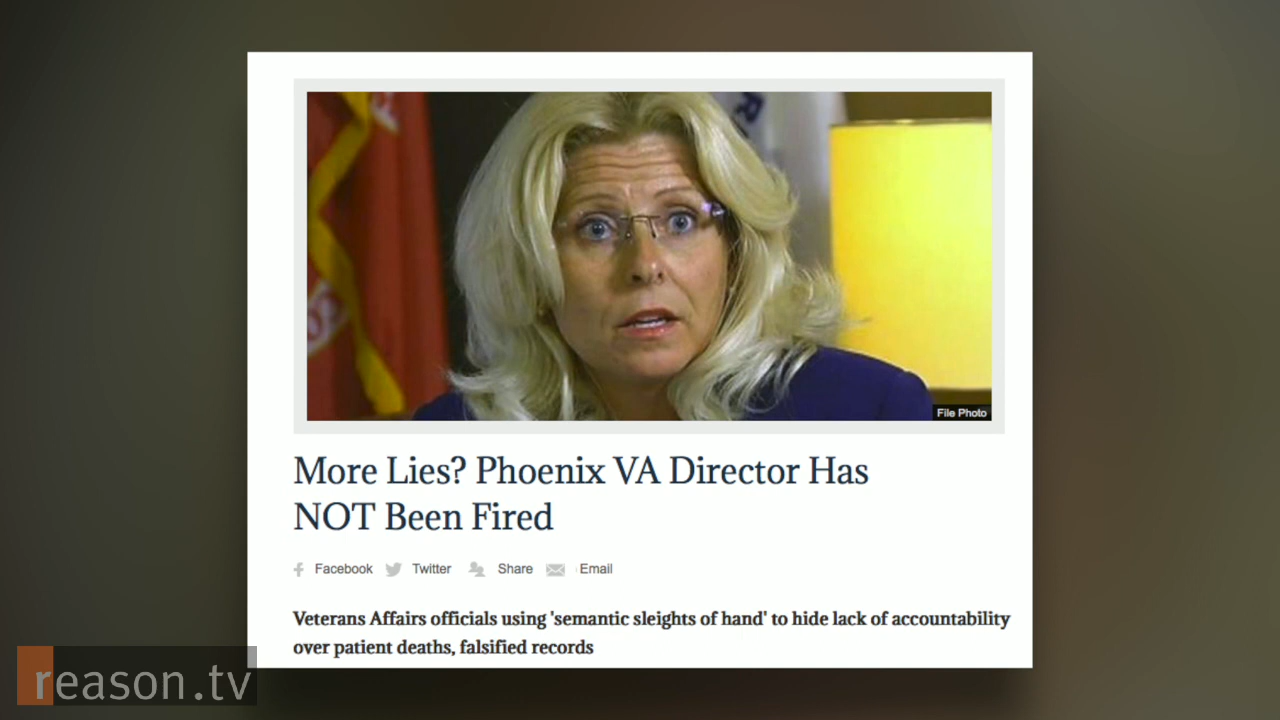 File Photo
More Lies? Phoenix VA Director Has
NOT Been Fired
Facebook Twitter Share Email
Veterans Affairs officials using 'semantic sleights of hand' to hide lack of accountability
over patient deaths, falsified records
reason.tv